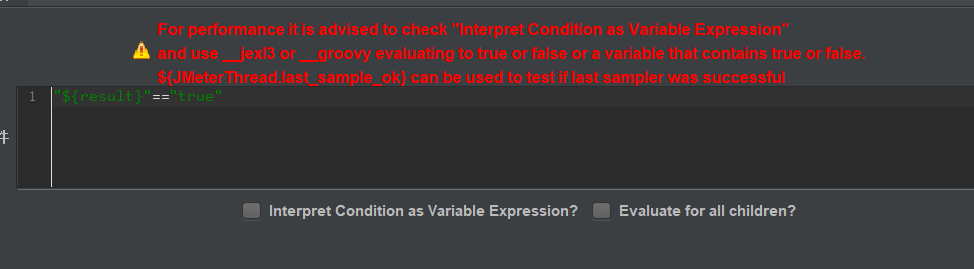 For performance it is advised to check "Interpret Condition as Variable Expression"
and use __jexl3 or __groovy evaluating to true or false or a variable that contains true or false.
${JMeterThread.last_sample_ok} can be used to test if last sampler was successful
1 "${result}"=="true"
件
Interpret Condition as Variable Expression? Evaluate for all children?